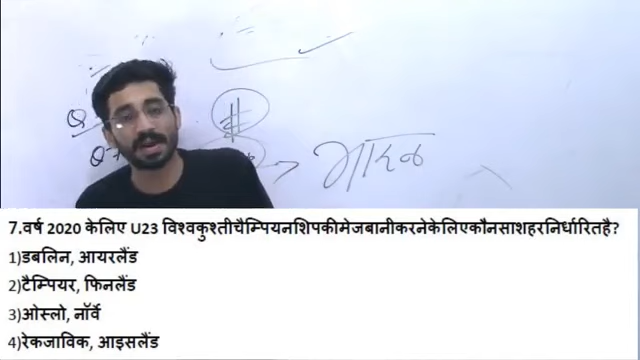 Q
#
Q
7.वर्ष 2020 केलिए U23 विश्वकुश्तीचैम्पियनशिपकीमेजबानीकरनेकेलिएकौनसाशहरनिर्धारितहै?
1)डबलिन, आयरलैंड
2)टैम्पियर, फिनलैंड
3)ओस्लो, नॉर्वे
4)रेकजाविक, आइसलैंड